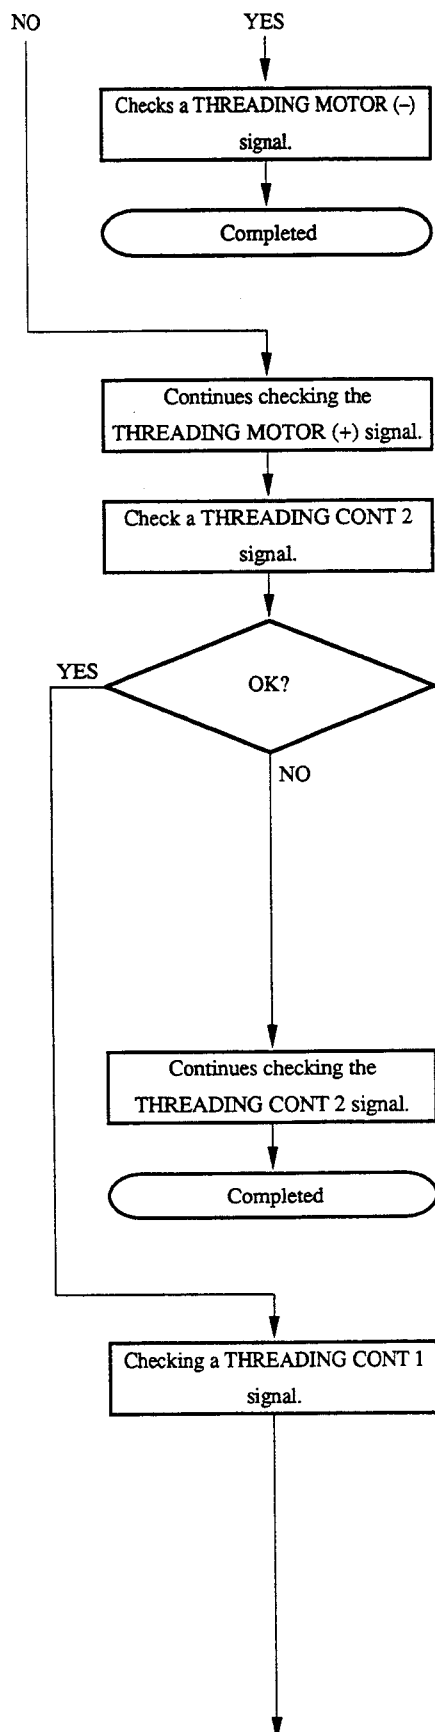 NO
YES
Checks a THREADING MOTOR (–)
signal.
Completed
Continues checking the
THREADING MOTOR (+) signal.
Check a THREADING CONT 2
signal.
YES
OK?
NO
Continues checking the
THREADING CONT 2 signal.
Completed
Checking a THREADING CONT 1
signal.